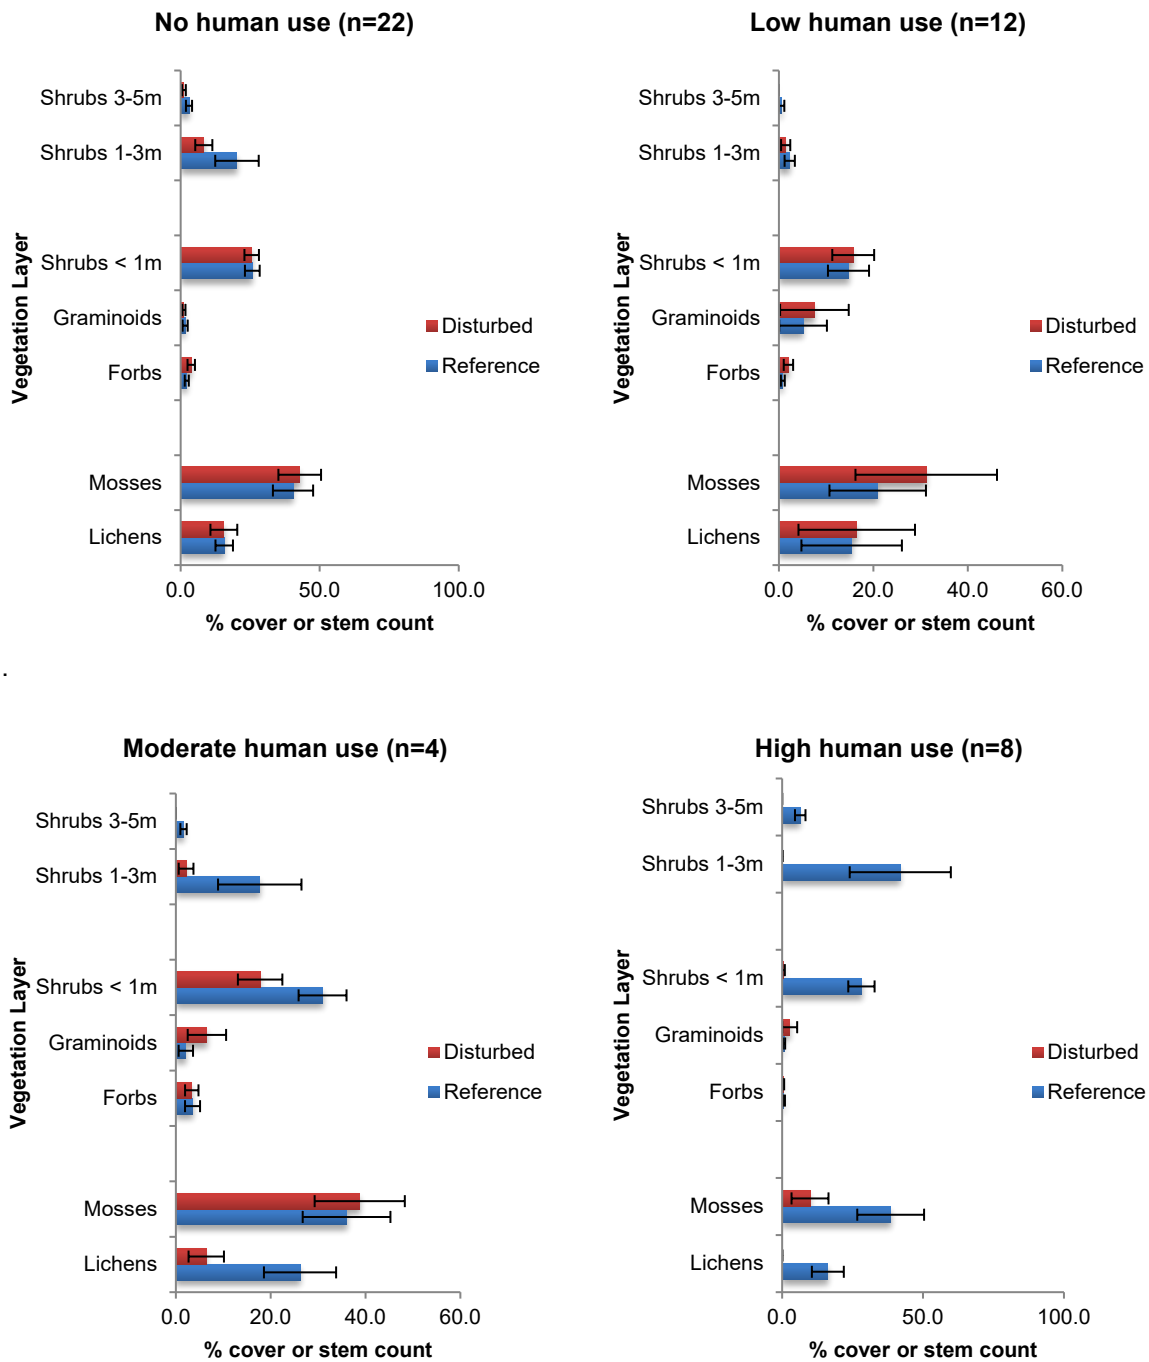 No human use (n=22)
Shrubs 3-5m
Shrubs 1-3m
Shrubs < 1m
Graminoids
Forbs
Mosses
Lichens
Vegetation Layer
Disturbed
Reference
0.0 50.0 100.0
% cover or stem count
Low human use (n=12)
Shrubs 3-5m
Shrubs 1-3m
Shrubs < 1m
Graminoids
Forbs
Mosses
Lichens
Vegetation Layer
Disturbed
Reference
0.0 20.0 40.0 60.0
% cover or stem count
.
Moderate human use (n=4)
Shrubs 3-5m
Shrubs 1-3m
Shrubs < 1m
Graminoids
Forbs
Mosses
Lichens
Vegetation Layer
Disturbed
Reference
0.0 20.0 40.0 60.0
% cover or stem count
High human use (n=8)
Shrubs 3-5m
Shrubs 1-3m
Shrubs < 1m
Graminoids
Forbs
Mosses
Lichens
Vegetation Layer
Disturbed
Reference
0.0 50.0 100.0
% cover or stem count